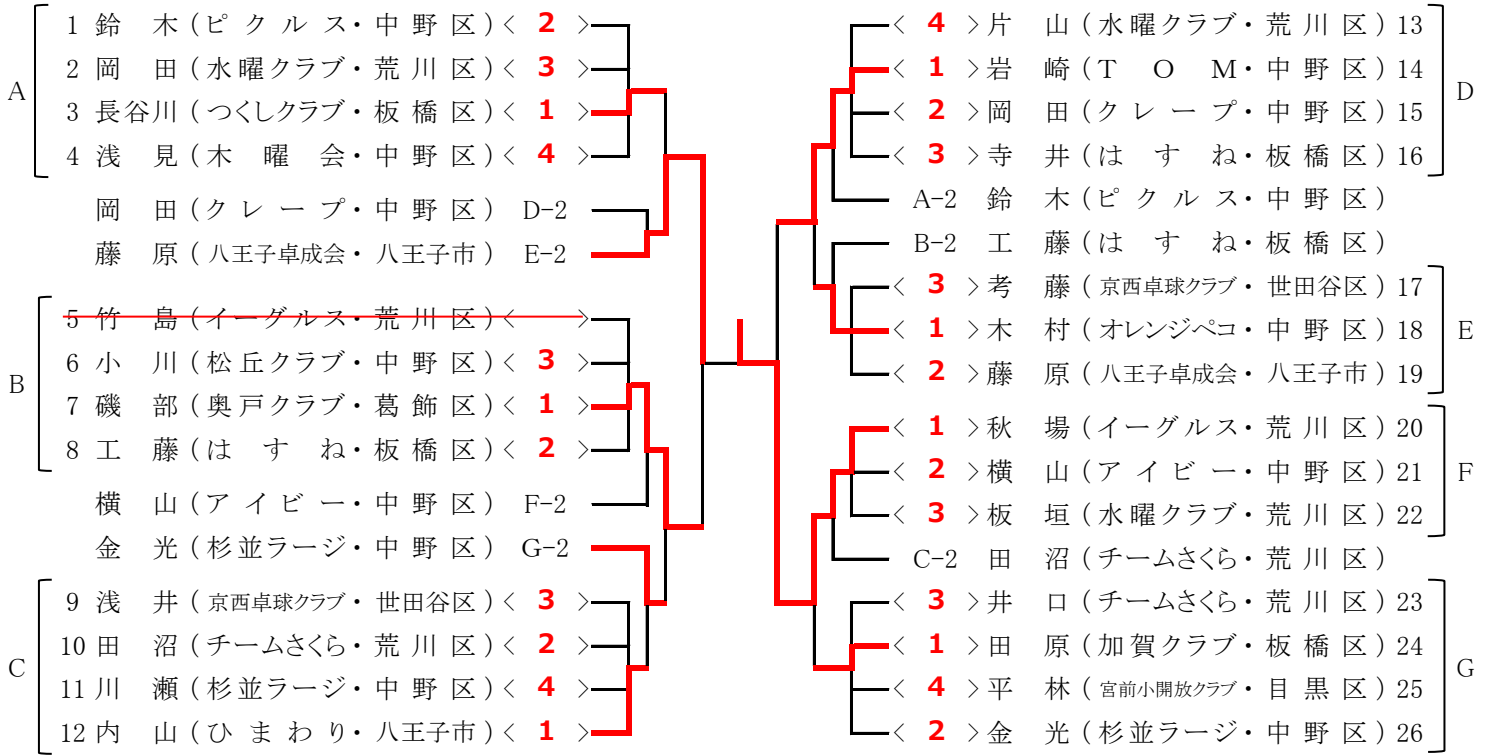 A
1 鈴 木 (ピ ク ル ス・ 中 野 区) < 2 >
2 岡 田 (水曜クラブ・ 荒 川 区) < 3 >
3 長谷川 (つくしクラブ・ 板 橋 区) < 1 >
4 浅 見 (木 曜 会・ 中 野 区) < 4 >
岡 田 (ク レ ー プ・ 中 野 区) D-2
藤 原 (八王子卓成会・ 八王子市) E-2
B
5 竹 島 (イーグルス・ 荒 川 区) < >
6 小 川 (松丘クラブ・ 中 野 区) < 3 >
7 磯 部 (奥戸クラブ・ 葛 飾 区) < 1 >
8 工 藤 (は す ね・ 板 橋 区) < 2 >
横 山 (ア イ ビ ー・ 中 野 区) F-2
金 光 (杉並ラージ・ 中 野 区) G-2
C
9 浅 井 (京西卓球クラブ・ 世田谷区) < 3 >
10 田 沼 (チームさくら・ 荒 川 区) < 2 >
11 川 瀬 (杉並ラージ・ 中 野 区) < 4 >
12 内 山 (ひ ま わ り・ 八王子市) < 1 >
< 4 > 片 山 (水曜クラブ・ 荒 川 区) 13
< 1 > 岩 崎 (T O M・ 中 野 区) 14
< 2 > 岡 田 (ク レ ー プ・ 中 野 区) 15
< 3 > 寺 井 (は す ね・ 板 橋 区) 16
D
A-2 鈴 木 (ピ ク ル ス・ 中 野 区)
B-2 工 藤 (は す ね・ 板 橋 区)
< 3 > 考 藤 (京西卓球クラブ・ 世田谷区) 17
< 1 > 木 村 (オレンジペコ・ 中 野 区) 18
< 2 > 藤 原 (八王子卓成会・ 八王子市) 19
E
< 1 > 秋 場 (イーグルス・ 荒 川 区) 20
< 2 > 横 山 (ア イ ビ ー・ 中 野 区) 21
< 3 > 板 垣 (水曜クラブ・ 荒 川 区) 22
F
C-2 田 沼 (チームさくら・ 荒 川 区)
< 3 > 井 口 (チームさくら・ 荒 川 区) 23
< 1 > 田 原 (加賀クラブ・ 板 橋 区) 24
< 4 > 平 林 (宮前小開放クラブ・ 目 黒 区) 25
< 2 > 金 光 (杉並ラージ・ 中 野 区) 26
G